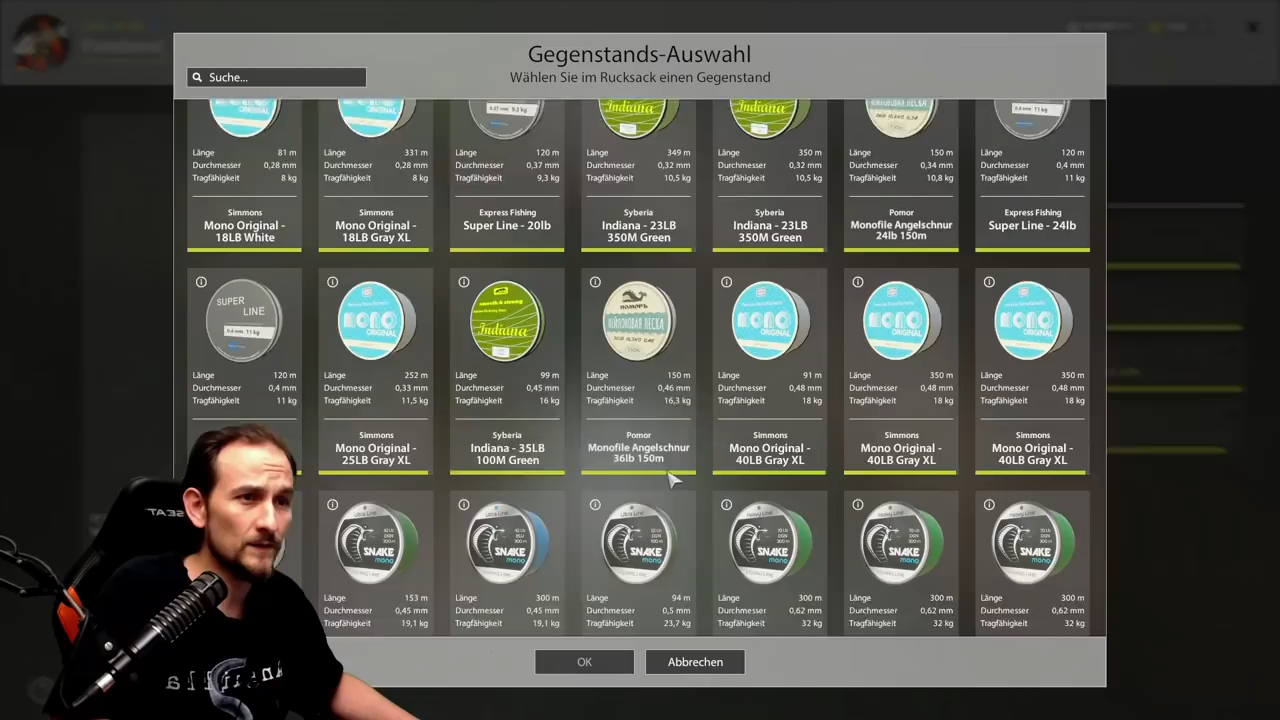 Gegenstands-Auswahl
Suche...
Wählen Sie im Rucksack einen Gegenstand
Indiana
Indiana
Länge 81 m
Durchmesser 0,28 mm
Tragfähigkeit 8 kg
Simmons
Mono Original -
18LB White
Länge 331 m
Durchmesser 0,28 mm
Tragfähigkeit 8 kg
Simmons
Mono Original -
18LB Gray XL
Länge 120 m
Durchmesser 0,37 mm
Tragfähigkeit 9,3 kg
Express Fishing
Super Line - 20lb
Länge 349 m
Durchmesser 0,32 mm
Tragfähigkeit 10,5 kg
Syberia
Indiana - 23LB
350M Green
Länge 350 m
Durchmesser 0,32 mm
Tragfähigkeit 10,5 kg
Syberia
Indiana - 23LB
350M Green
Länge 150 m
Durchmesser 0,34 mm
Tragfähigkeit 10,8 kg
Pomor
Monofile Angelschnur
24lb 150m
Länge 120 m
Durchmesser 0,4 mm
Tragfähigkeit 11 kg
Express Fishing
Super Line - 24lb
SUPER
LINE
0,4 mm 11 kg
Länge 120 m
Durchmesser 0,4 mm
Tragfähigkeit 11 kg
MONO
ORIGINAL
Länge 252 m
Durchmesser 0,33 mm
Tragfähigkeit 11,5 kg
Simmons
Mono Original -
25LB Gray XL
smooth & strong
Indiana
Länge 99 m
Durchmesser 0,45 mm
Tragfähigkeit 16 kg
Syberia
Indiana - 35LB
100M Green
ПОМОРЪ
НЕЙЛОНОВАЯ ЛЕСКА
Länge 150 m
Durchmesser 0,46 mm
Tragfähigkeit 16,3 kg
Pomor
Monofile Angelschnur
36lb 150m
MONO
ORIGINAL
Länge 91 m
Durchmesser 0,48 mm
Tragfähigkeit 18 kg
Simmons
Mono Original -
40LB Gray XL
MONO
ORIGINAL
Länge 350 m
Durchmesser 0,48 mm
Tragfähigkeit 18 kg
Simmons
Mono Original -
40LB Gray XL
MONO
ORIGINAL
Länge 350 m
Durchmesser 0,48 mm
Tragfähigkeit 18 kg
Simmons
Mono Original -
40LB Gray XL
SNAKE
mono
Länge 153 m
Durchmesser 0,45 mm
Tragfähigkeit 19,1 kg
SNAKE
mono
Länge 300 m
Durchmesser 0,45 mm
Tragfähigkeit 19,1 kg
SNAKE
mono
Länge 94 m
Durchmesser 0,5 mm
Tragfähigkeit 23,7 kg
SNAKE
mono
Länge 300 m
Durchmesser 0,62 mm
Tragfähigkeit 32 kg
SNAKE
mono
Länge 300 m
Durchmesser 0,62 mm
Tragfähigkeit 32 kg
SNAKE
mono
Länge 300 m
Durchmesser 0,62 mm
Tragfähigkeit 32 kg
OK
Abbrechen